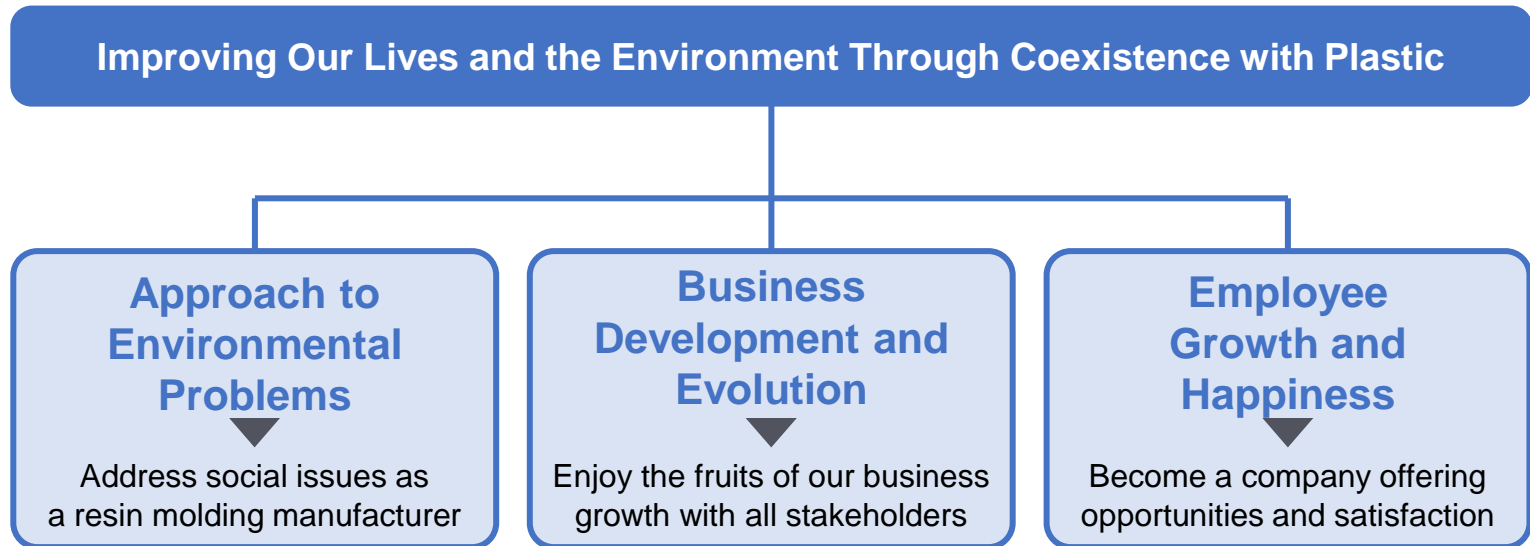 Improving Our Lives and the Environment Through Coexistence with Plastic
Approach to
Environmental
Problems
Address social issues as
a resin molding manufacturer
Business
Development and
Evolution
Enjoy the fruits of our business
growth with all stakeholders
Employee
Growth and
Happiness
Become a company offering
opportunities and satisfaction